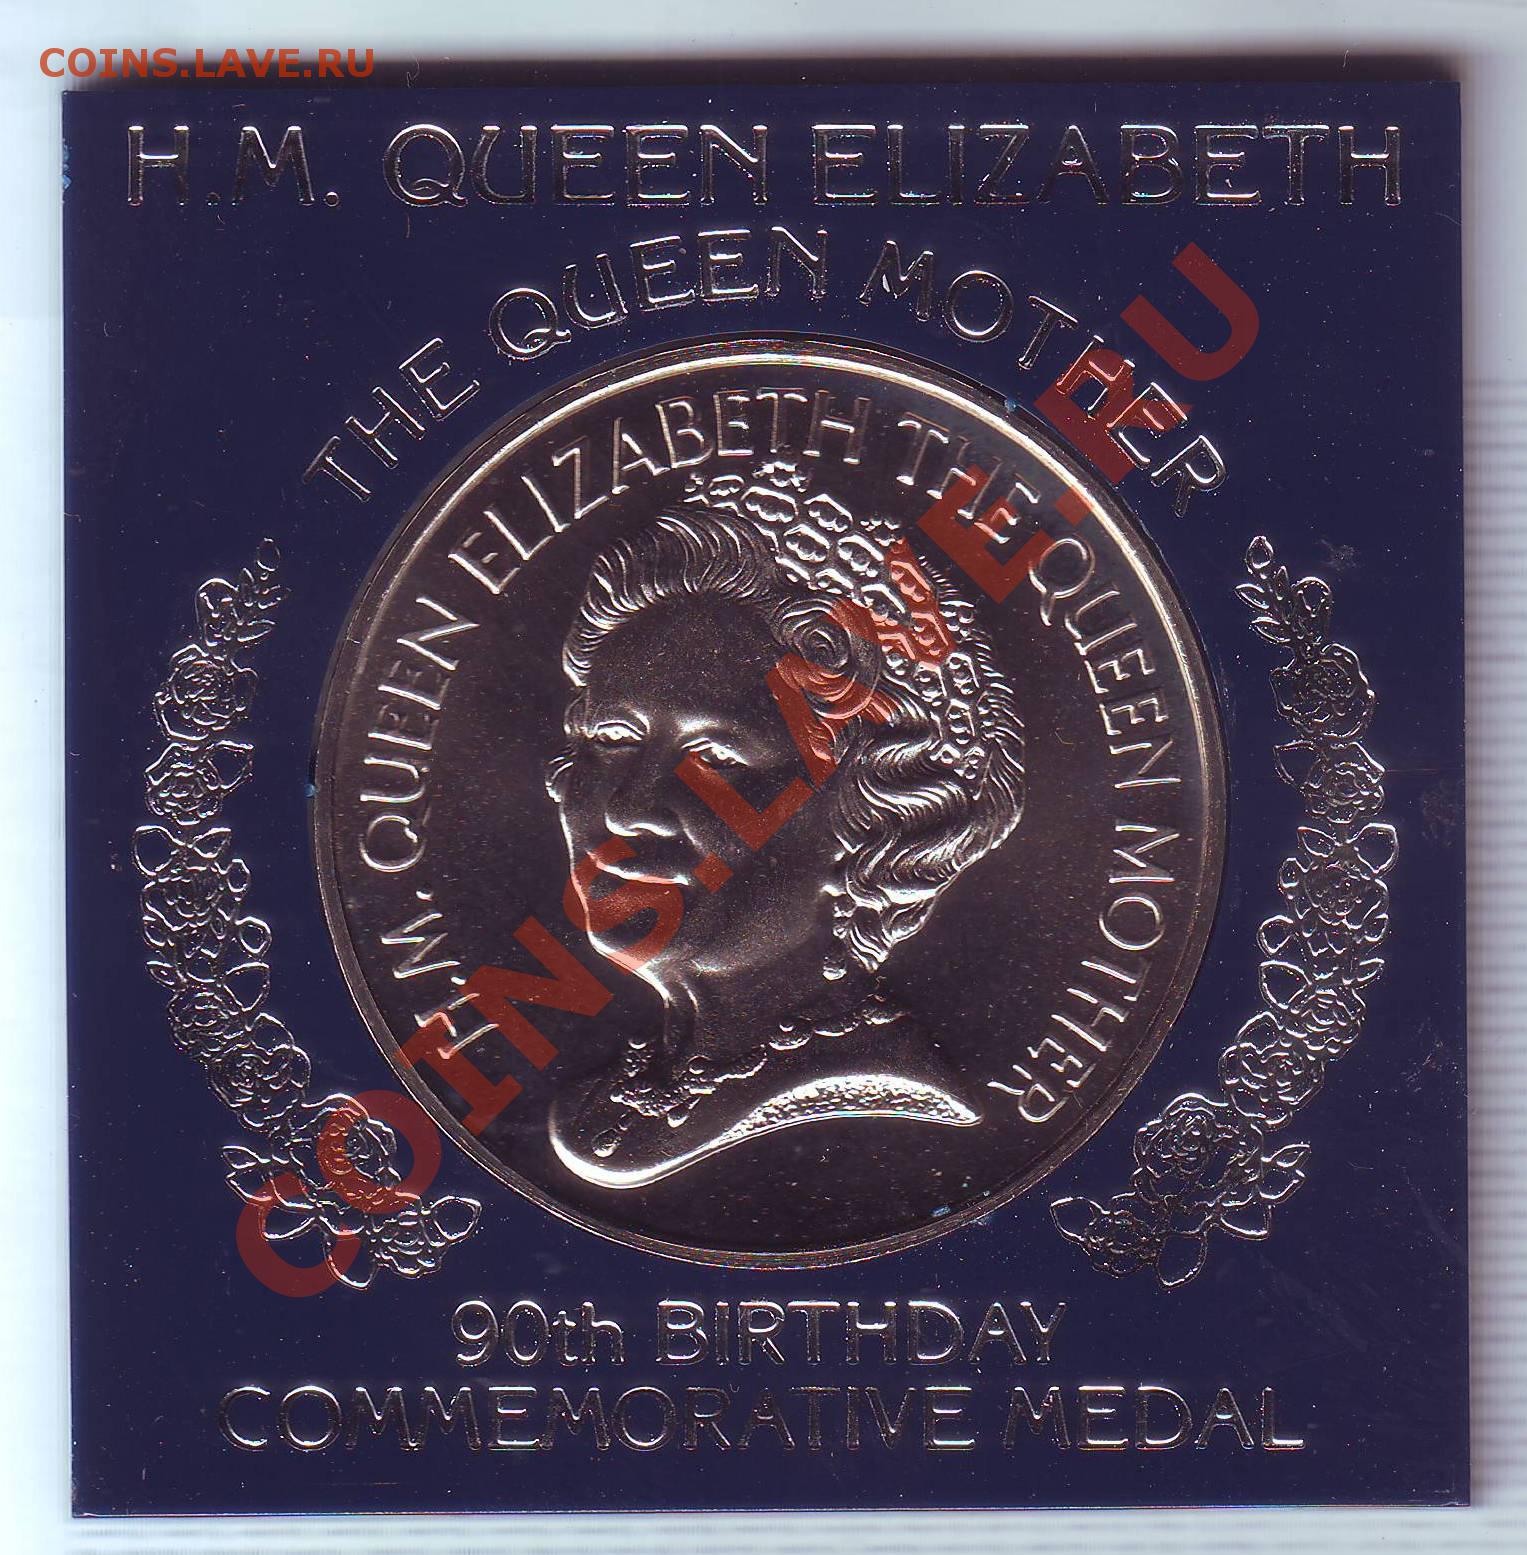 COINS.LAVE.RU
H.M. QUEEN ELIZABETH
THE QUEEN MOTHER
H.M. QUEEN ELIZABETH THE QUEEN MOTHER
COINS.LAVE.RU
90th BIRTHDAY
COMMEMORATIVE MEDAL